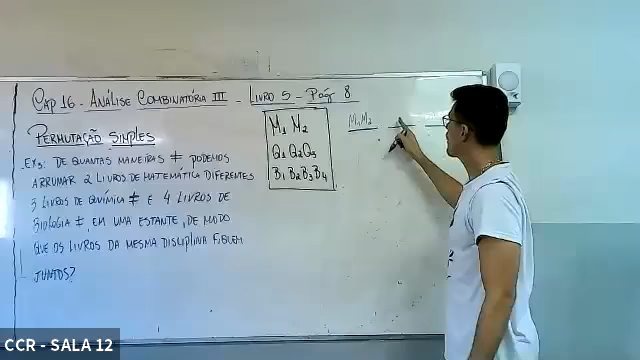 CAP 16 - ANÁLISE COMBINATÓRIA III - LIVRO 5 - PÁG 8
PERMUTAÇÃO SIMPLES
EX3: DE QUANTAS MANEIRAS ≠ PODEMOS
ARRUMAR 2 LIVROS DE MATEMÁTICA DIFERENTES
3 LIVROS DE QUÍMICA ≠ E 4 LIVROS DE
BIOLOGIA ≠, EM UMA ESTANTE, DE MODO
QUE OS LIVROS DA MESMA DISCIPLINA FIQUEM
JUNTOS?
M₁ M₂
Q₁ Q₂ Q₃
B₁ B₂ B₃ B₄
M₁ M₂
CCR - SALA 12